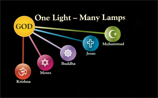 One Light – Many Lamps
GOD
Muhammad
Jesus
Buddha
Moses
Krishna